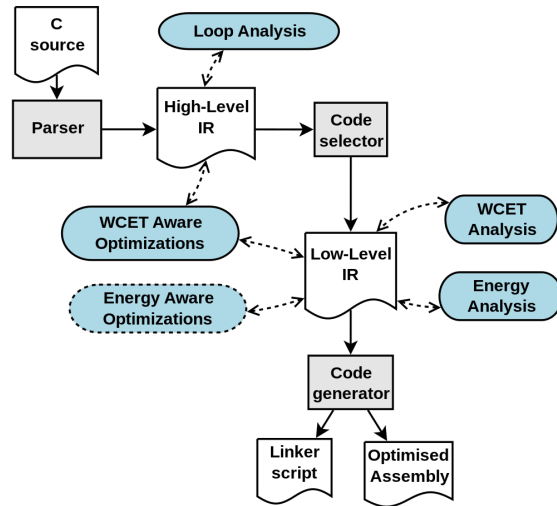 C
source
Loop Analysis
Parser
High-Level
IR
Code
selector
WCET Aware
Optimizations
WCET
Analysis
Low-Level
IR
Energy Aware
Optimizations
Energy
Analysis
Code
generator
Linker
script
Optimised
Assembly